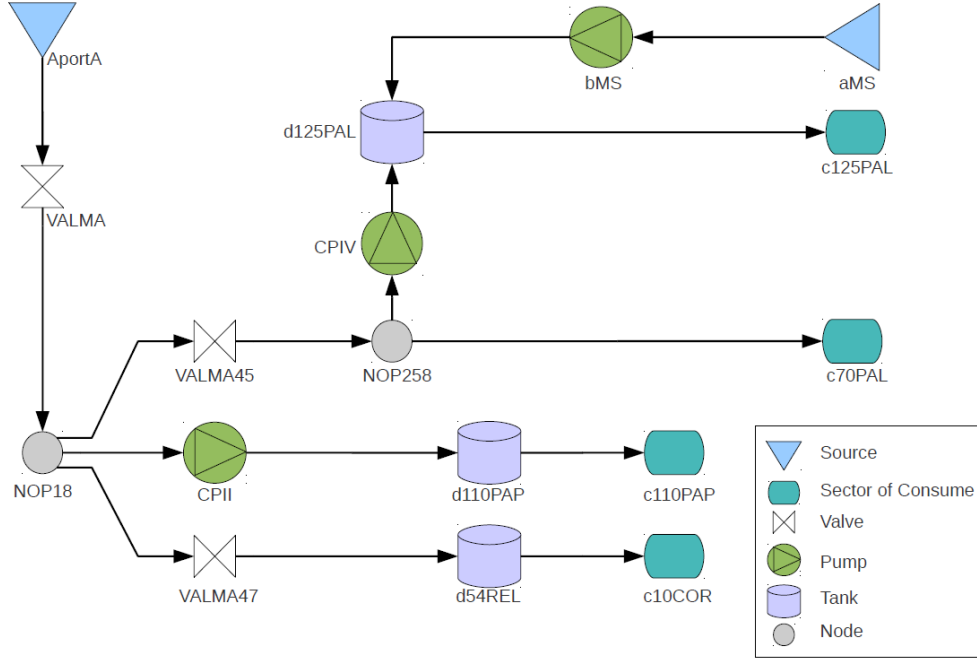 AportA
bMS
aMS
d125PAL
c125PAL
VALMA
CPIV
VALMA45
NOP258
c70PAL
NOP18
CPII
d110PAP
c110PAP
VALMA47
d54REL
c10COR
Source
Sector of Consume
Valve
Pump
Tank
Node